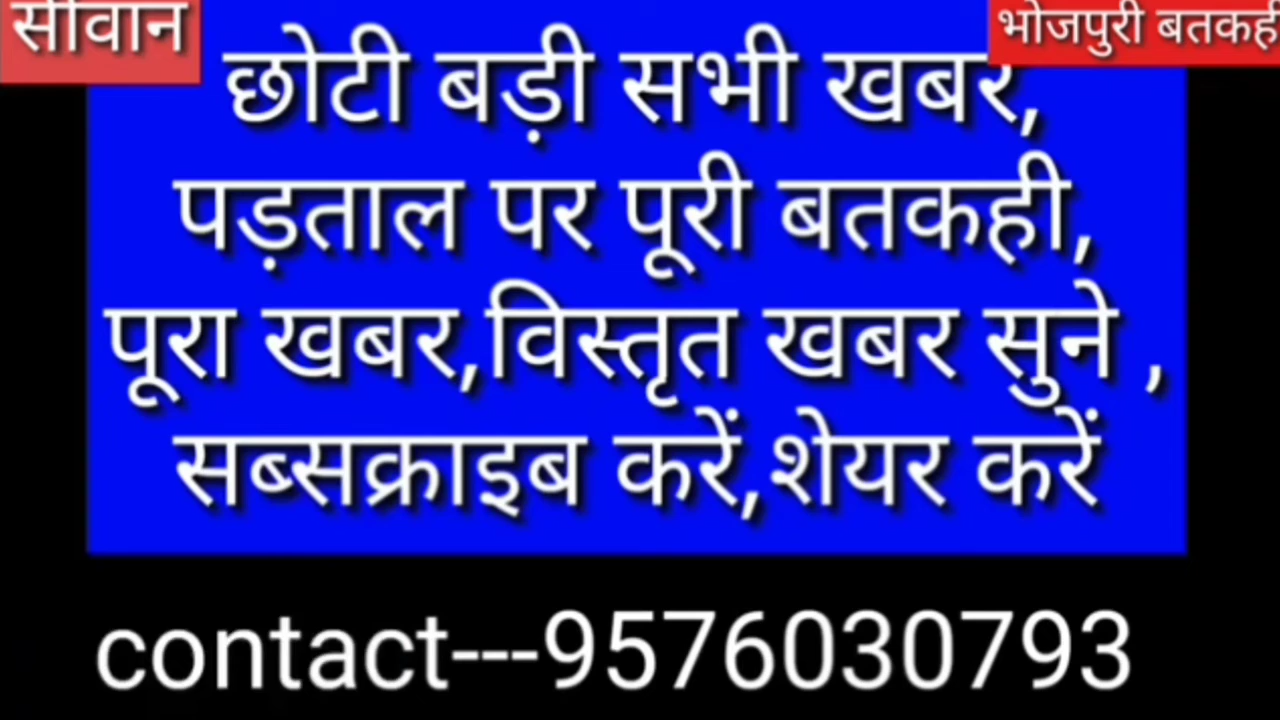 सीवान
भोजपुरी बतकही
छोटी बड़ी सभी खबर,
पड़ताल पर पूरी बतकही,
पूरा खबर,विस्तृत खबर सुने ,
सब्सक्राइब करें,शेयर करें
contact---9576030793